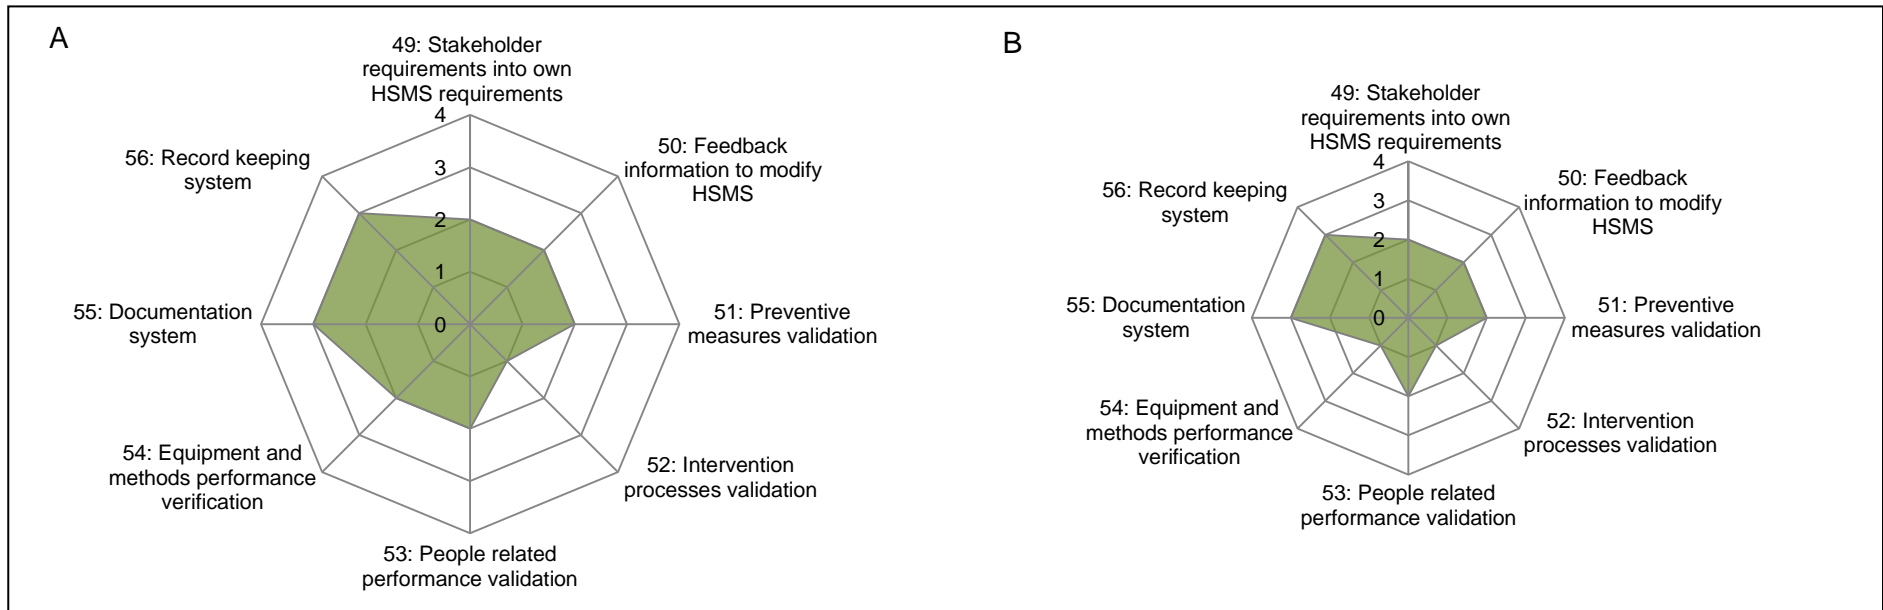 A
49: Stakeholder
requirements into own
HSMS requirements
50: Feedback
information to modify
HSMS
51: Preventive
measures validation
52: Intervention
processes validation
53: People related
performance validation
54: Equipment and
methods performance
verification
55: Documentation
system
56: Record keeping
system
4
3
2
1
0
B
49: Stakeholder
requirements into own
HSMS requirements
50: Feedback
information to modify
HSMS
51: Preventive
measures validation
52: Intervention
processes validation
53: People related
performance validation
54: Equipment and
methods performance
verification
55: Documentation
system
56: Record keeping
system
4
3
2
1
0